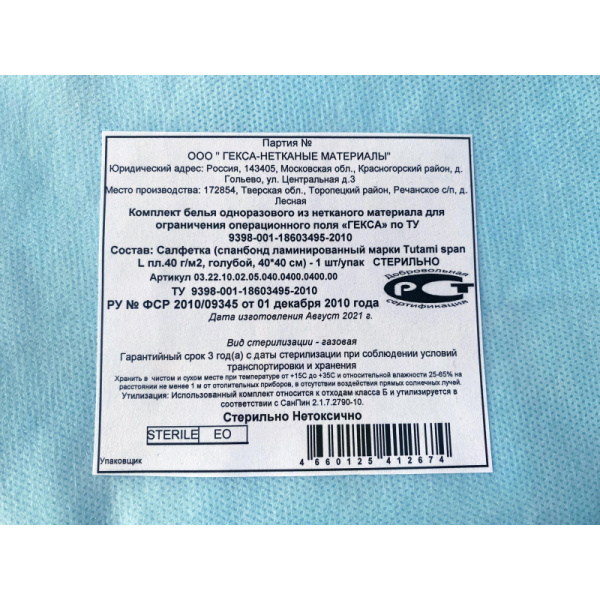 Партия №
ООО " ГЕКСА-НЕТКАНЫЕ МАТЕРИАЛЫ"
Юридический адрес: Россия, 143405, Московская обл., Красногорский район, д.
Гольево, ул. Центральная д.3
Место производства: 172854, Тверская обл., Торопецкий район, Речанское с/п, д.
Лесная
Комплект белья одноразового из нетканого материала для
ограничения операционного поля «ГЕКСА» по ТУ
9398-001-18603495-2010
Состав: Салфетка (спанбонд ламинированный марки Tutami span
L пл.40 г/м2, голубой, 40*40 см) - 1 шт/упак СТЕРИЛЬНО
Артикул 03.22.10.02.05.040.0400.0400.00
ТУ 9398-001-18603495-2010
РУ № ФСР 2010/09345 от 01 декабря 2010 года
Дата изготовления Август 2021 г.
Добровольная
РСТ
сертификация
Вид стерилизации - газовая
Гарантийный срок 3 год(а) с даты стерилизации при соблюдении условий
транспортировки и хранения
Хранить в чистом и сухом месте при температуре от +15С до +35С и относительной влажности 25-65% на
расстоянии не менее 1 м от отопительных приборов, в отсутствии воздействия прямых солнечных лучей.
Утилизация: Использованный комплект относится к отходам класса Б и утилизируется в
соответствии с СанПин 2.1.7.2790-10.
Стерильно Нетоксично
STERILE EO
Упаковщик
4 660125 412674